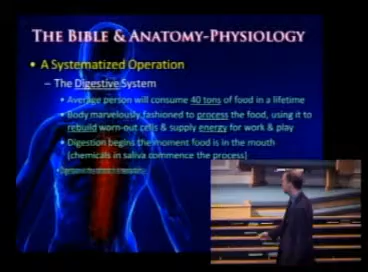 THE BIBLE & ANATOMY-PHYSIOLOGY
• A Systematized Operation
– The Digestive System
• Average person will consume 40 tons of food in a lifetime
• Body marvelously fashioned to process the food, using it to
rebuild worn-out cells & supply energy for work & play
• Digestion begins the moment food is in the mouth
(chemicals in saliva commence the process)